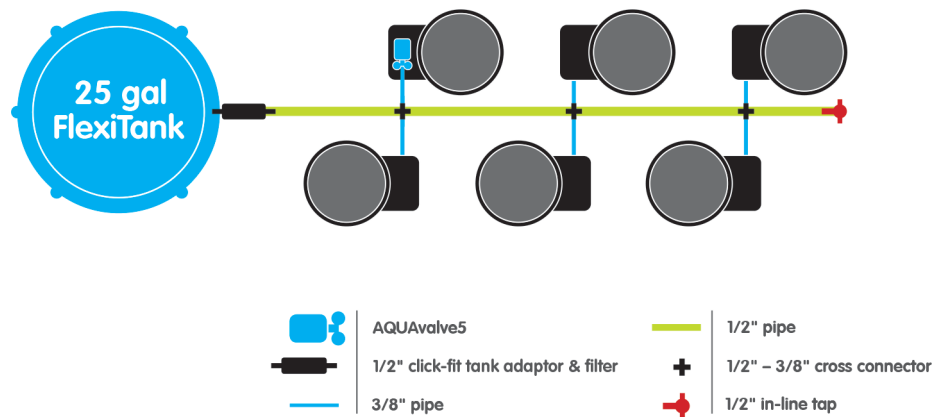 25 gal
FlexiTank
AQUAvalve5
1/2" click-fit tank adaptor & filter
3/8" pipe
1/2" pipe
1/2" – 3/8" cross connector
1/2" in-line tap